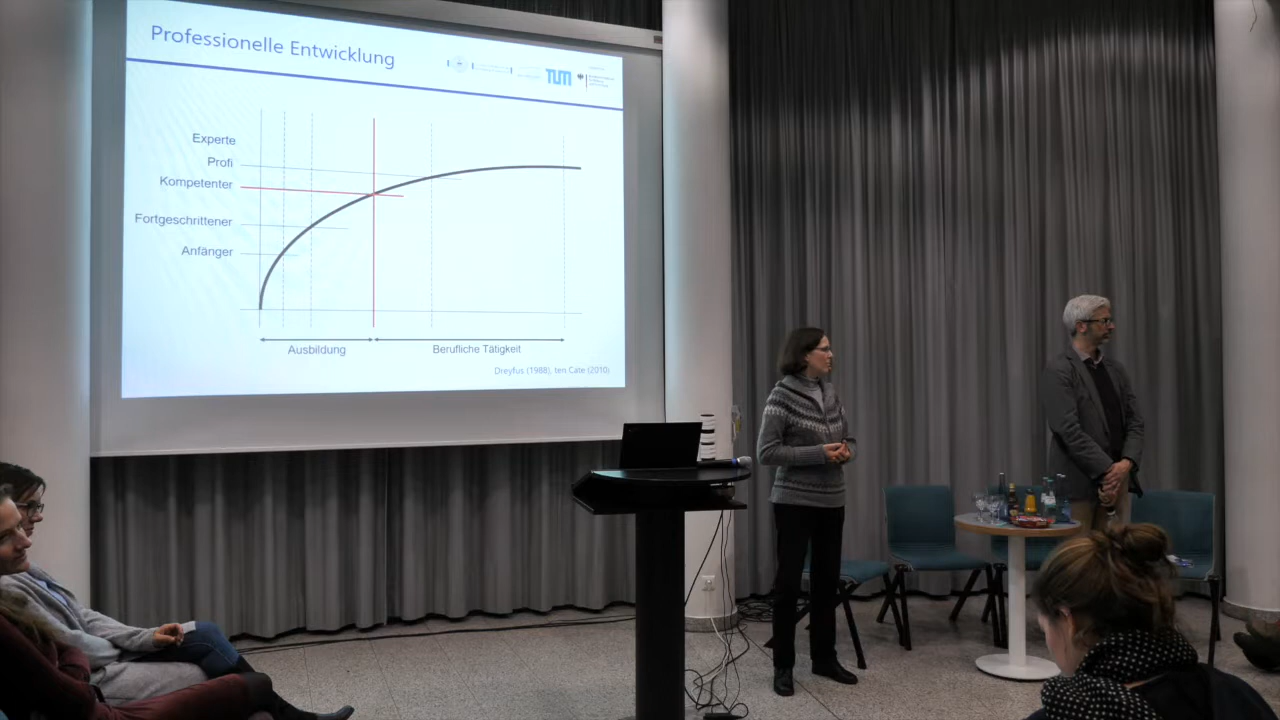 Professionelle Entwicklung
TUM
Experte
Profi
Kompetenter
Fortgeschrittener
Anfänger
Ausbildung
Berufliche Tätigkeit
Dreyfus (1988), ten Cate (2010)